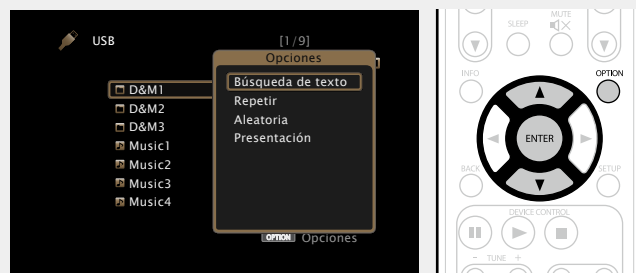 USB
[1/9]
Opciones
Búsqueda de texto
Repetir
Aleatoria
Presentación
D&M1
D&M2
D&M3
Music1
Music2
Music3
Music4
OPTION Opciones
SLEEP
MUTE
INFO
OPTION
ENTER
BACK
SETUP
DEVICE CONTROL
- TUNE +